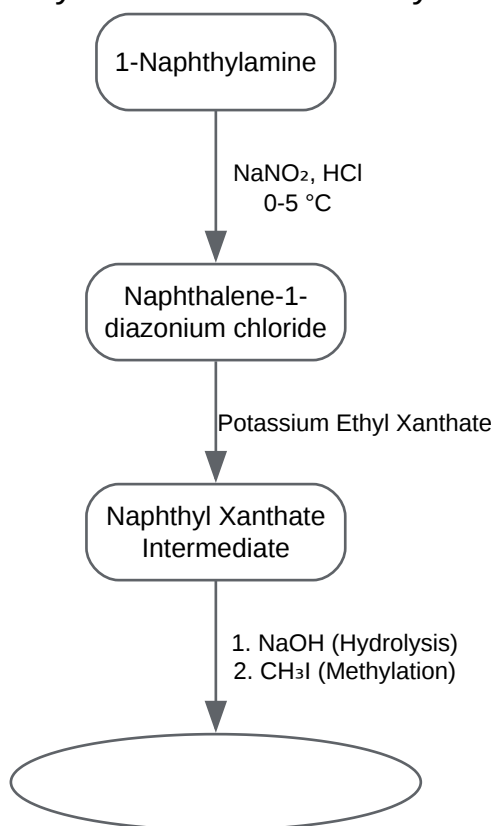 1-Naphthylamine
NaNO₂, HCl
0-5 °C
Naphthalene-1-
diazonium chloride
Potassium Ethyl Xanthate
Naphthyl Xanthate
Intermediate
1. NaOH (Hydrolysis)
2. CH₃I (Methylation)